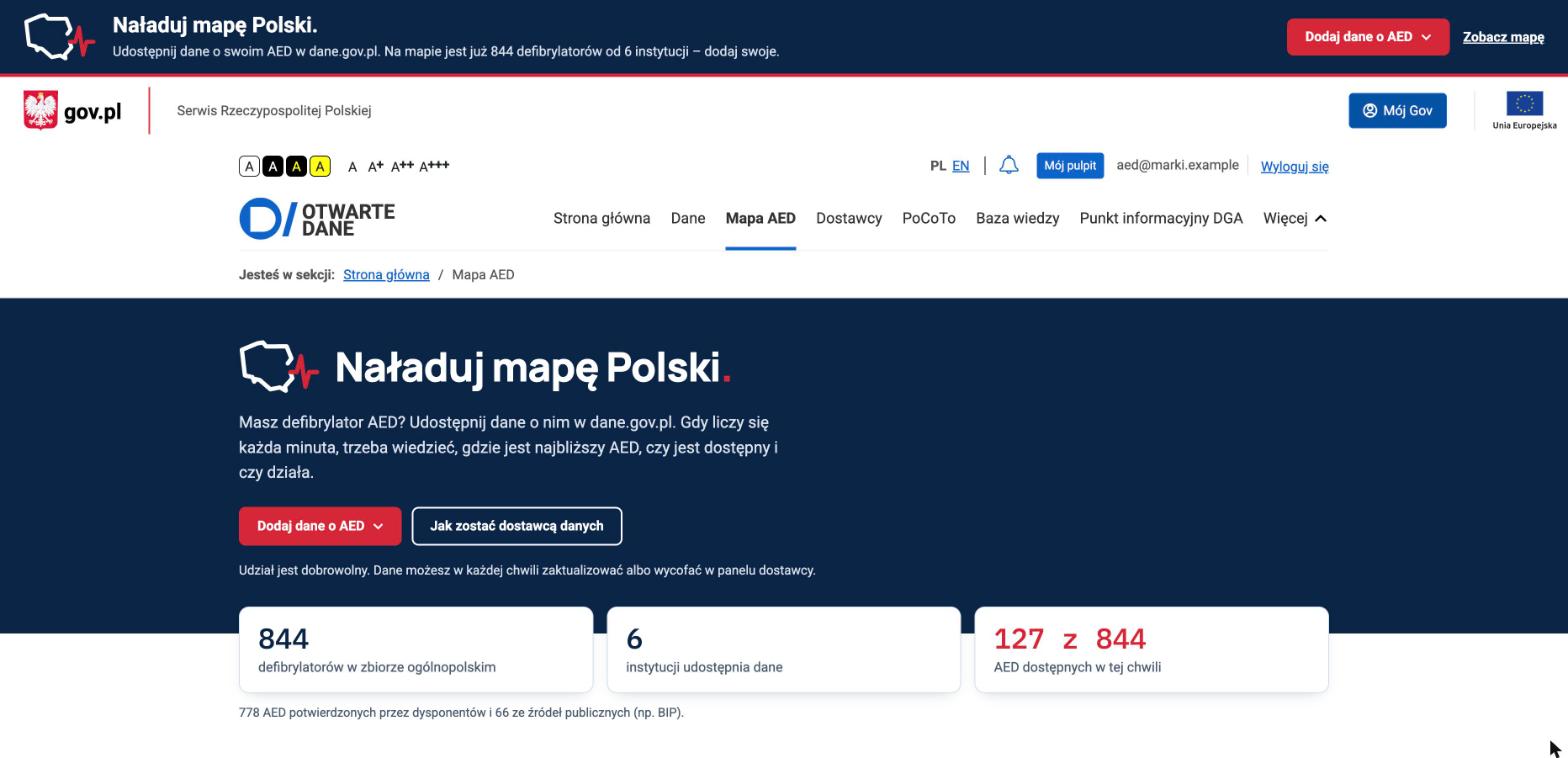 Naładuj mapę Polski.
Udostępnij dane o swoim AED w dane.gov.pl. Na mapie jest już 844 defibrylatorów od 6 instytucji – dodaj swoje.
Dodaj dane o AED
Zobacz mapę
gov.pl
Serwis Rzeczypospolitej Polskiej
Mój Gov
Unia Europejska
A A A A A A+ A++ A+++
PL EN
Mój pulpit
aed@marki.example
Wyloguj się
OTWARTE
DANE
Strona główna Dane Mapa AED Dostawcy PoCoTo Baza wiedzy Punkt informacyjny DGA Więcej
Jesteś w sekcji: Strona główna / Mapa AED
Naładuj mapę Polski.
Masz defibrylator AED? Udostępnij dane o nim w dane.gov.pl. Gdy liczy się
każda minuta, trzeba wiedzieć, gdzie jest najbliższy AED, czy jest dostępny i
czy działa.
Dodaj dane o AED
Jak zostać dostawcą danych
Udział jest dobrowolny. Dane możesz w każdej chwili zaktualizować albo wycofać w panelu dostawcy.
844
defibrylatorów w zbiorze ogólnopolskim
6
instytucji udostępnia dane
127 z 844
AED dostępnych w tej chwili
778 AED potwierdzonych przez dysponentów i 66 ze źródeł publicznych (np. BIP).